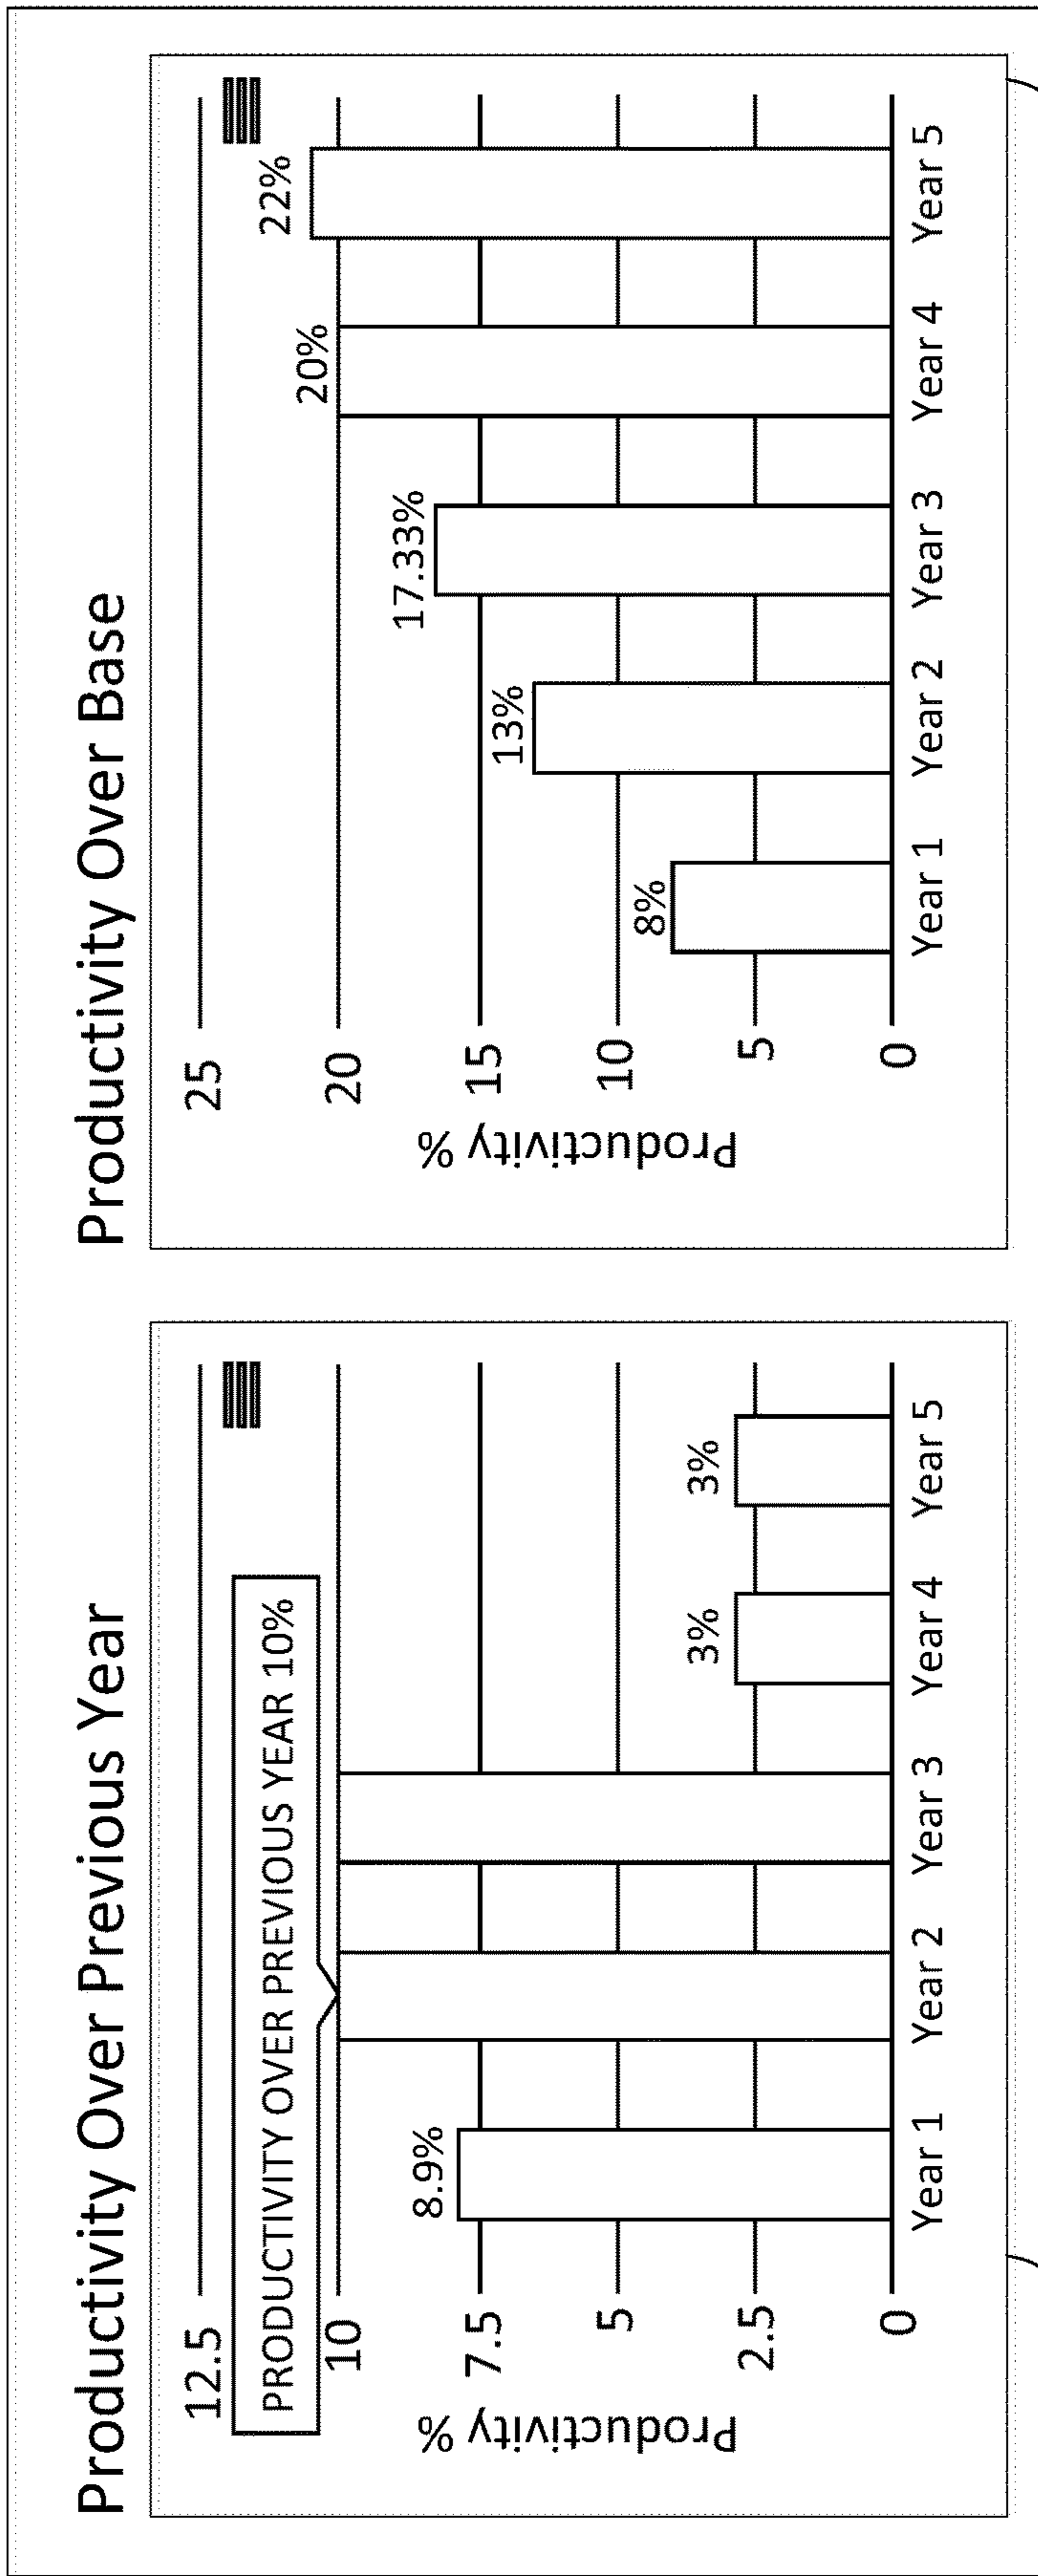 Productivity Over Previous Year
Productivity %
12.5
10
7.5
5
2.5
0
PRODUCTIVITY OVER PREVIOUS YEAR 10%
8.9%
3%
3%
Year 1
Year 2
Year 3
Year 4
Year 5
Productivity Over Base
Productivity %
25
20
15
10
5
0
8%
13%
17.33%
20%
22%
Year 1
Year 2
Year 3
Year 4
Year 5